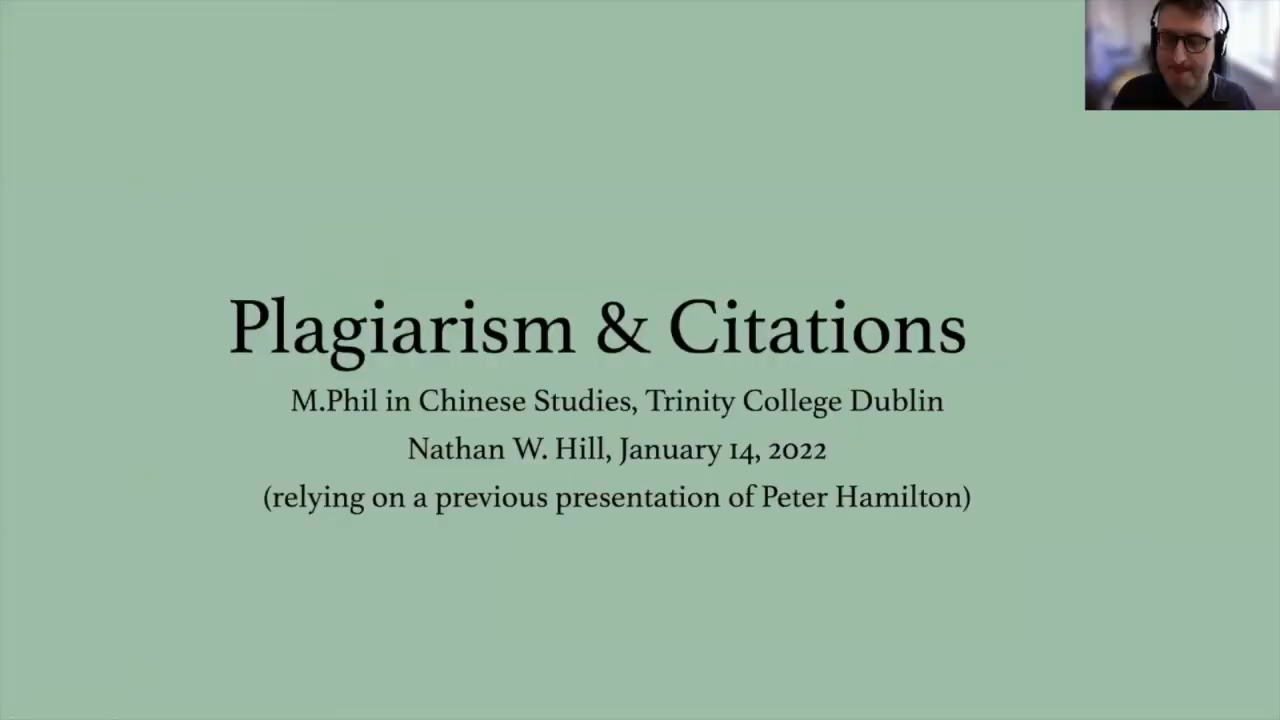 Plagiarism & Citations
M.Phil in Chinese Studies, Trinity College Dublin
Nathan W. Hill, January 14, 2022
(relying on a previous presentation of Peter Hamilton)